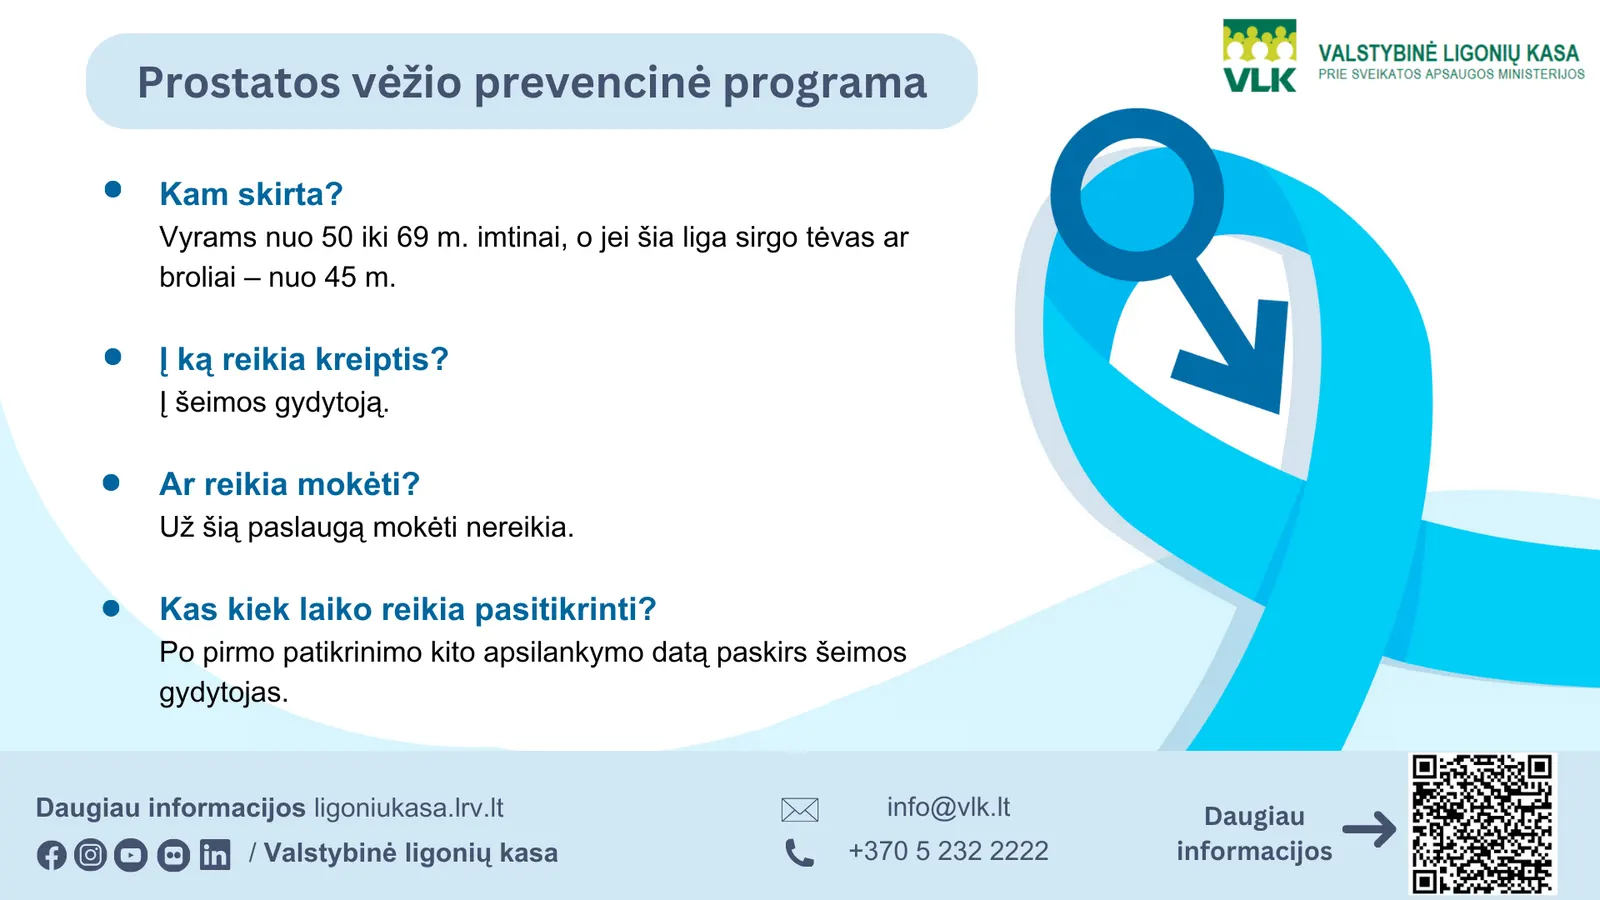 Prostatos vėžio prevencinė programa
VLK
VALSTYBINĖ LIGONIŲ KASA
PRIE SVEIKATOS APSAUGOS MINISTERIJOS
Kam skirta?
Vyrams nuo 50 iki 69 m. imtinai, o jei šia liga sirgo tėvas ar
broliai – nuo 45 m.
Į ką reikia kreiptis?
Į šeimos gydytoją.
Ar reikia mokėti?
Už šią paslaugą mokėti nereikia.
Kas kiek laiko reikia pasitikrinti?
Po pirmo patikrinimo kito apsilankymo datą paskirs šeimos
gydytojas.
Daugiau informacijos ligoniukasa.lrv.lt
/ Valstybinė ligonių kasa
info@vlk.lt
+370 5 232 2222
Daugiau
informacijos